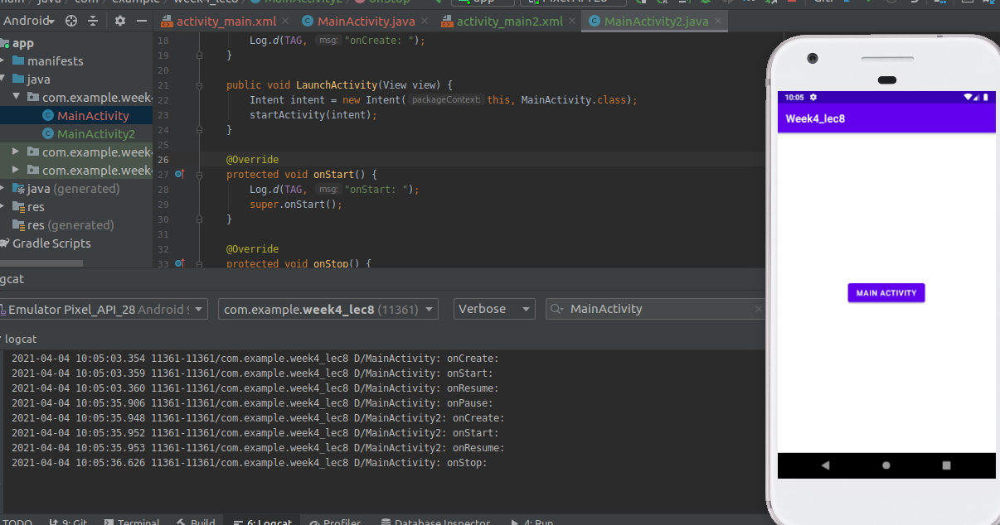 Android
activity_main.xml
MainActivity.java
activity_main2.xml
MainActivity2.java
app
manifests
java
com.example.week
MainActivity
MainActivity2
com.example.week
com.example.week
java (generated)
res
res (generated)
Gradle Scripts
18 Log.d(TAG, msg: "onCreate: ");
19 }
20
21 public void LaunchActivity(View view) {
22 Intent intent = new Intent( packageContext: this, MainActivity.class);
23 startActivity(intent);
24 }
25
26 @Override
27 protected void onStart() {
28 Log.d(TAG, msg: "onStart: ");
29 super.onStart();
30 }
31
32 @Override
33 protected void onStop() {
gcat
Emulator Pixel_API_28 Android
com.example.week4_lec8 (11361)
Verbose
MainActivity
logcat
2021-04-04 10:05:03.354 11361-11361/com.example.week4_lec8 D/MainActivity: onCreate:
2021-04-04 10:05:03.359 11361-11361/com.example.week4_lec8 D/MainActivity: onStart:
2021-04-04 10:05:03.360 11361-11361/com.example.week4_lec8 D/MainActivity: onResume:
2021-04-04 10:05:35.906 11361-11361/com.example.week4_lec8 D/MainActivity: onPause:
2021-04-04 10:05:35.948 11361-11361/com.example.week4_lec8 D/MainActivity2: onCreate:
2021-04-04 10:05:35.952 11361-11361/com.example.week4_lec8 D/MainActivity2: onStart:
2021-04-04 10:05:35.953 11361-11361/com.example.week4_lec8 D/MainActivity2: onResume:
2021-04-04 10:05:36.626 11361-11361/com.example.week4_lec8 D/MainActivity: onStop:
TODO 9: Git Terminal Build 6: Logcat Profiler Database Inspector 4: Run
10:05
Week4_lec8
MAIN ACTIVITY